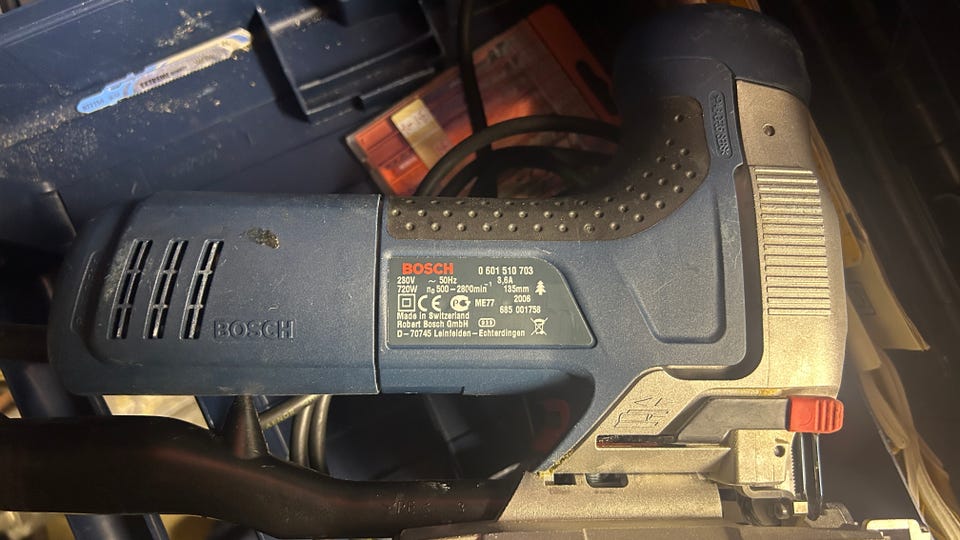 EXTREME
BOSCH 0 601 510 703
230V ~ 50Hz 3,6A
720W n₀ 500 – 2800min⁻¹ 135mm
2006
ME77
685 001758
Made in Switzerland
Robert Bosch GmbH
D – 70745 Leinfelden – Echterdingen
BOSCH